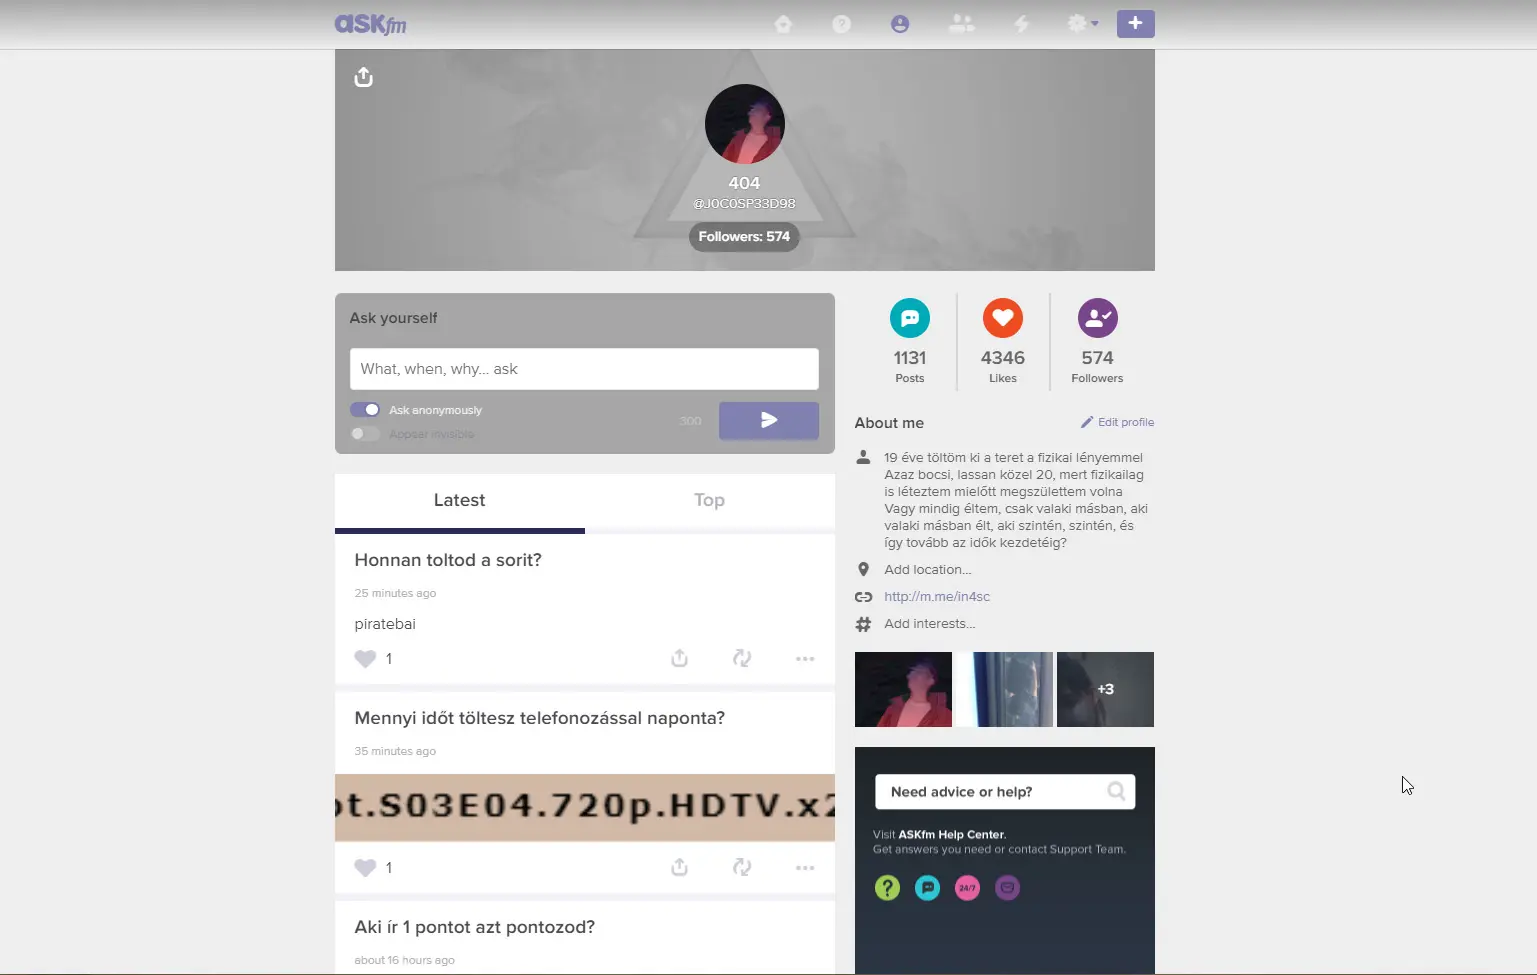 ASKfm
404
@J0C0SP33D98
Followers: 574
Ask yourself
What, when, why... ask
Ask anonymously
300
Appear invisible
1131
Posts
4346
Likes
574
Followers
About me
Edit profile
19 éve töltöm ki a teret a fizikai lényemmel
Azaz bocsi, lassan közel 20, mert fizikailag
is léteztem mielőtt megszülettem volna
Vagy mindig éltem, csak valaki másban, aki
valaki másban élt, aki szintén, szintén, és
így tovább az idők kezdetéig?
Add location...
http://m.me/in4sc
Add interests...
+3
Need advice or help?
Visit ASKfm Help Center.
Get answers you need or contact Support Team.
24/7
Latest
Top
Honnan toltod a sorit?
25 minutes ago
piratebai
1
Mennyi időt töltesz telefonozással naponta?
35 minutes ago
ot.S03E04.720p.HDTV.x2
1
Aki ír 1 pontot azt pontozod?
about 16 hours ago